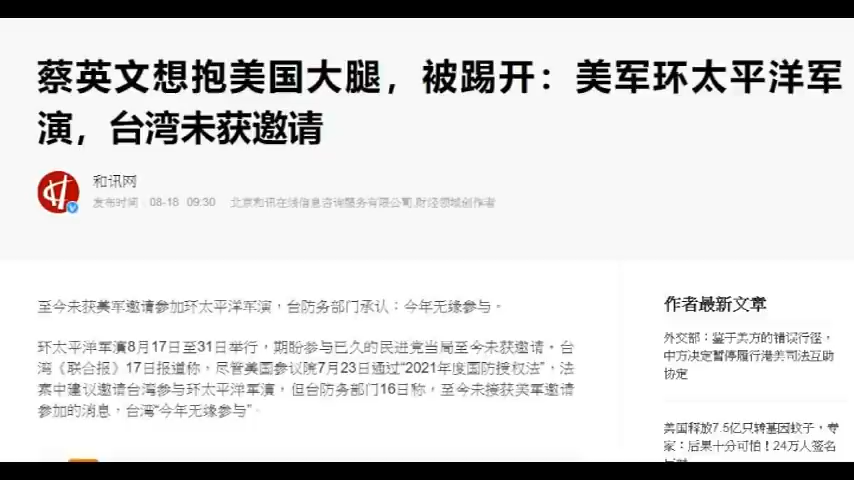 蔡英文想抱美国大腿，被踢开：美军环太平洋军
演，台湾未获邀请
和讯网
发布时间：08-18 09:30 北京和讯在线信息咨询服务有限公司,财经领域创作者
至今未获美军邀请参加环太平洋军演，台防务部门承认：今年无缘参与。
环太平洋军演8月17日至31日举行，期盼参与已久的民进党当局至今未获邀请。台
湾《联合报》17日报道称，尽管美国参议院7月23日通过“2021年度国防授权法”，法
案中建议邀请台湾参与环太平洋军演，但台防务部门16日称，至今未接获美军邀请
参加的消息，台湾“今年无缘参与”。
作者最新文章
外交部：鉴于美方的错误行径，
中方决定暂停履行港美司法互助
协定
美国释放7.5亿只转基因蚊子，专
家：后果十分可怕！24万人签名